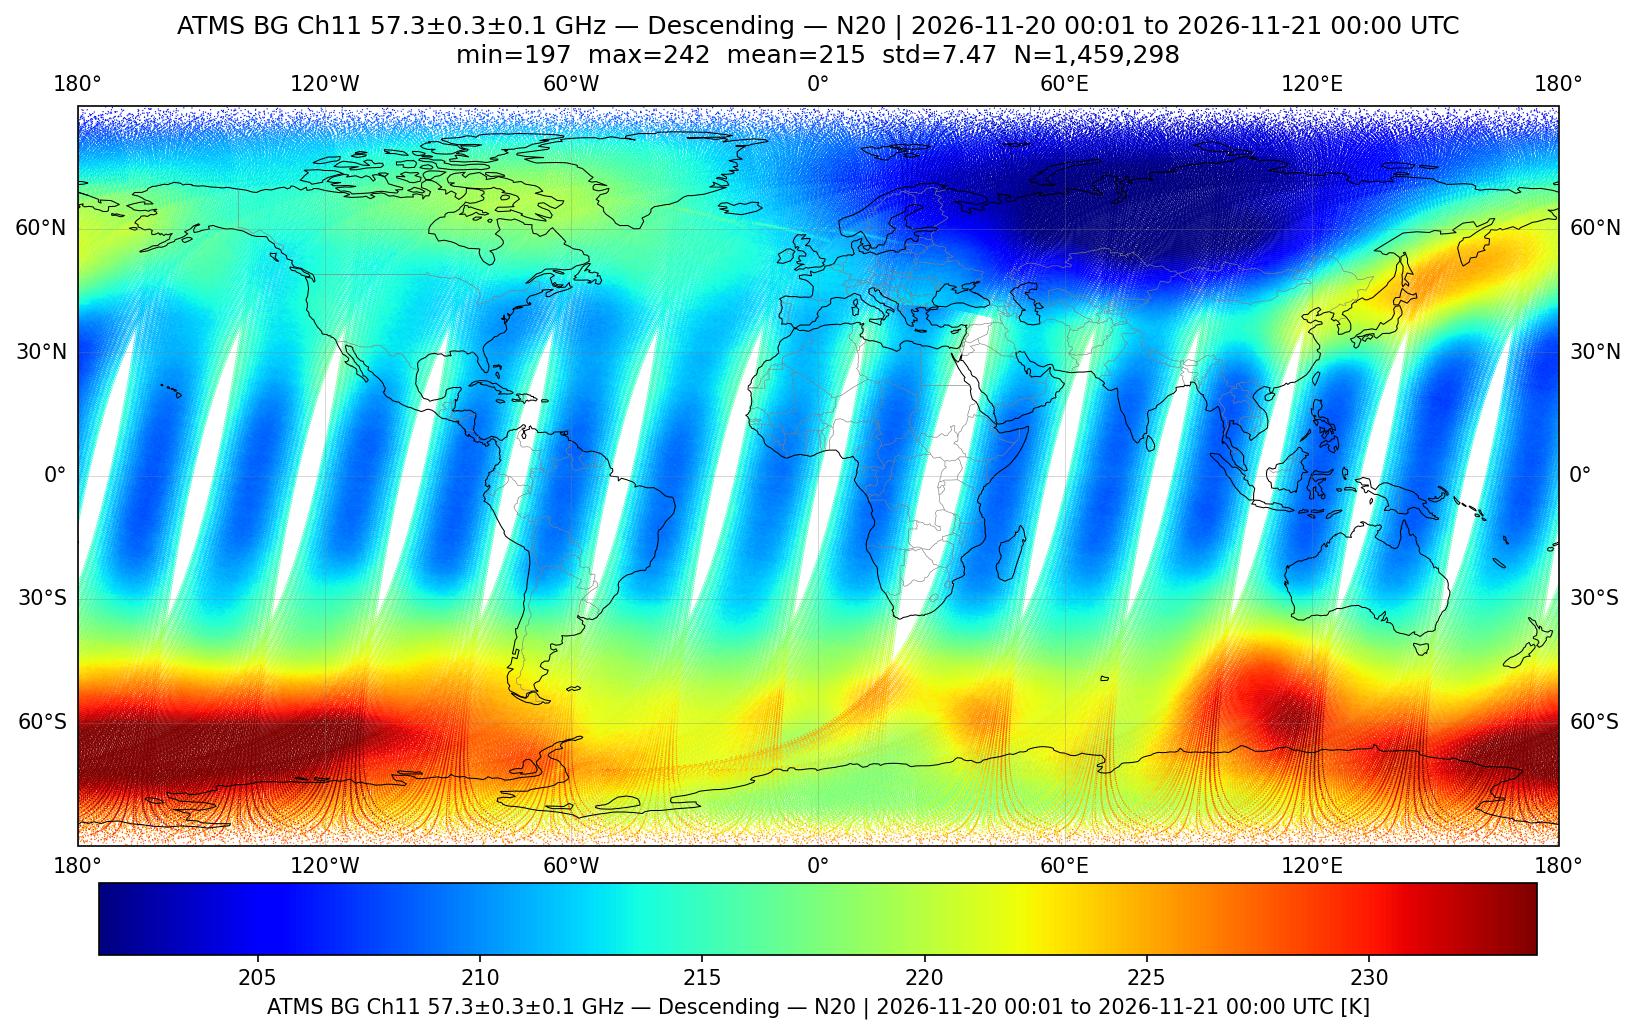 ATMS BG Ch11 57.3±0.3±0.1 GHz — Descending — N20 | 2026-11-20 00:01 to 2026-11-21 00:00 UTC
min=197 max=242 mean=215 std=7.47 N=1,459,298
180° 120°W 60°W 0° 60°E 120°E 180°
60°N 60°N
30°N 30°N
0° 0°
30°S 30°S
60°S 60°S
180° 120°W 60°W 0° 60°E 120°E 180°
205 210 215 220 225 230
ATMS BG Ch11 57.3±0.3±0.1 GHz — Descending — N20 | 2026-11-20 00:01 to 2026-11-21 00:00 UTC [K]